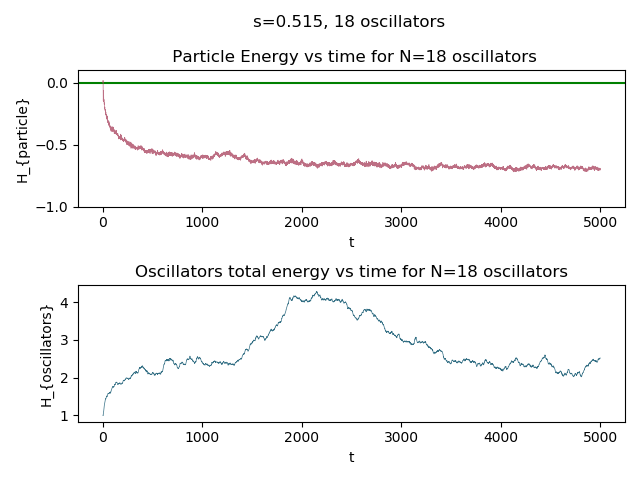 s=0.515, 18 oscillators
Particle Energy vs time for N=18 oscillators
H_{particle}
0.0
−0.5
−1.0
0 1000 2000 3000 4000 5000
t
Oscillators total energy vs time for N=18 oscillators
H_{oscillators}
4
3
2
1
0 1000 2000 3000 4000 5000
t